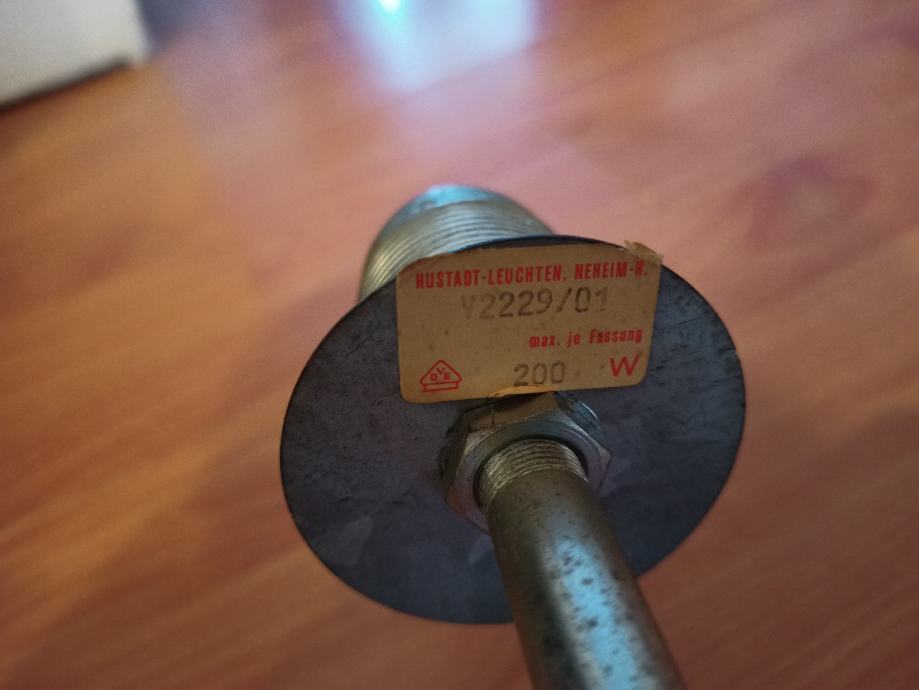 HUSTADT-LEUCHTEN, NEHEIM-H.
V2229/01
max. je Fassung
VDE 200 W